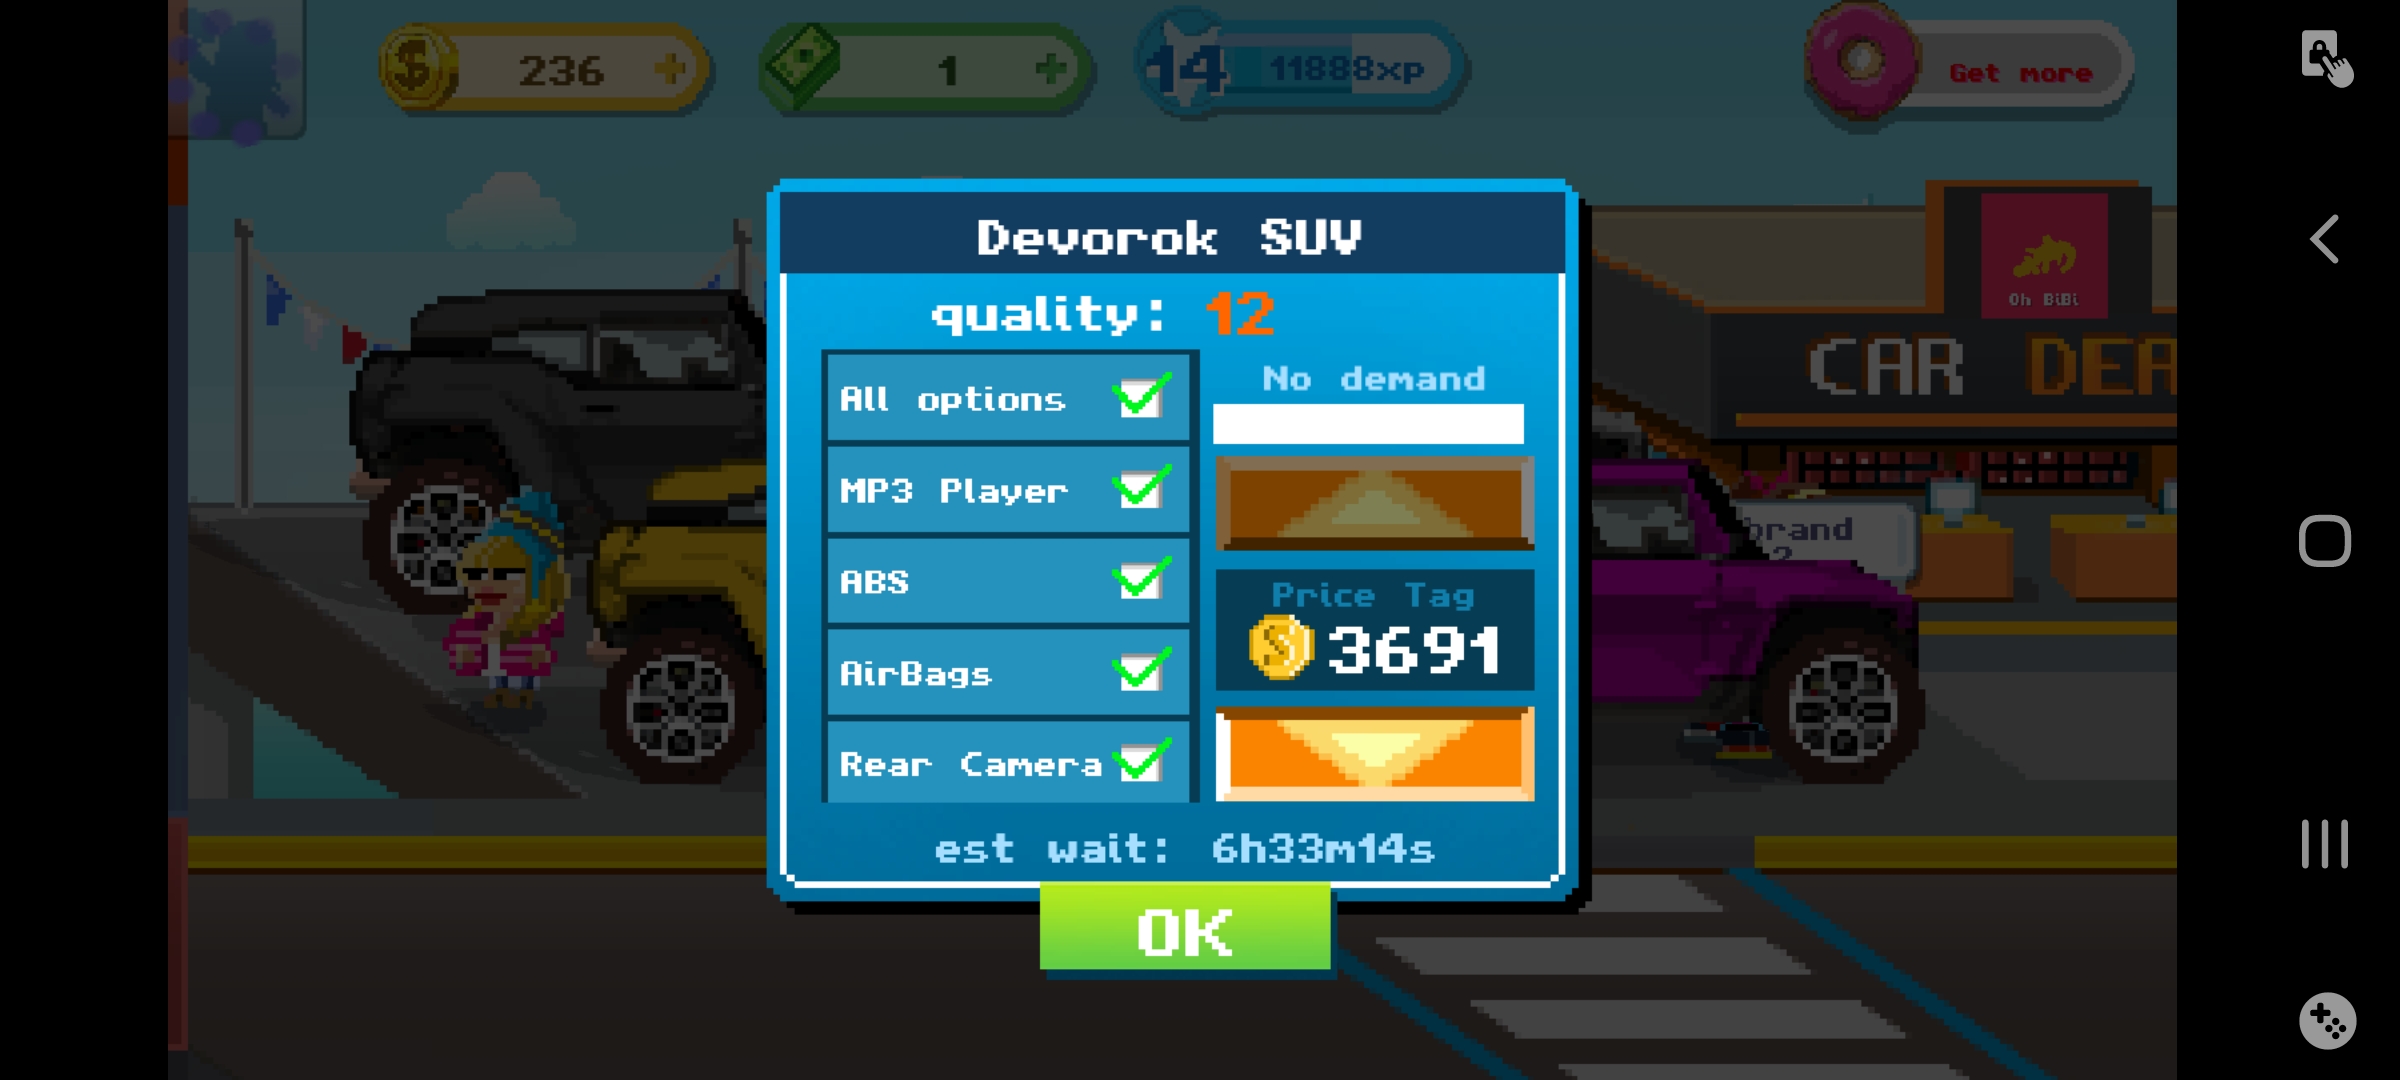 236
1
14
11888xp
Get more
Devorok SUV
quality: 12
All options
No demand
MP3 Player
ABS
Price Tag
3691
AirBags
Rear Camera
est wait: 6h33m14s
OK
Oh BiBi
CAR DEA
brand